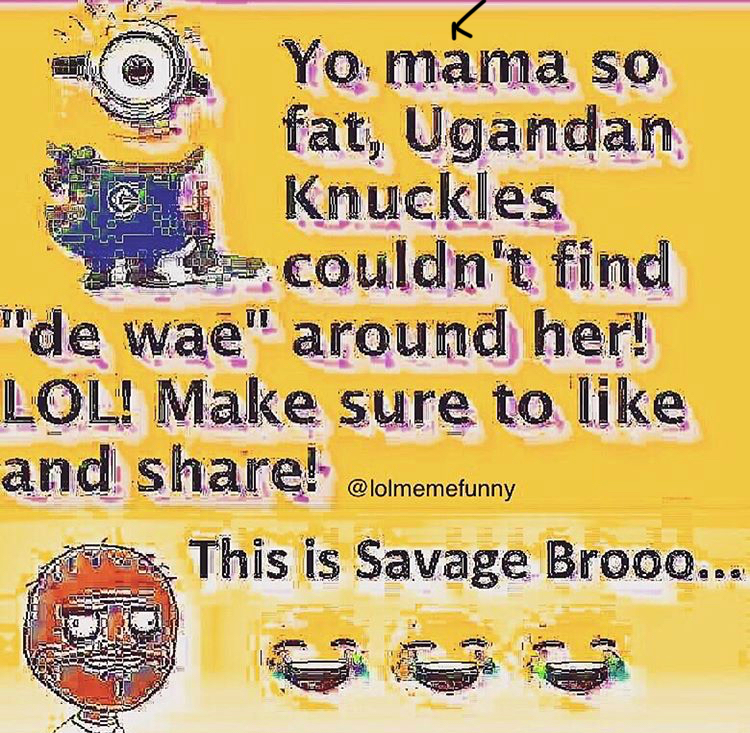 Yo mama so
fat, Ugandan
Knuckles
couldn't find
"de wae" around her!
LOL! Make sure to like
and share!
@lolmemefunny
This is Savage Brooo...